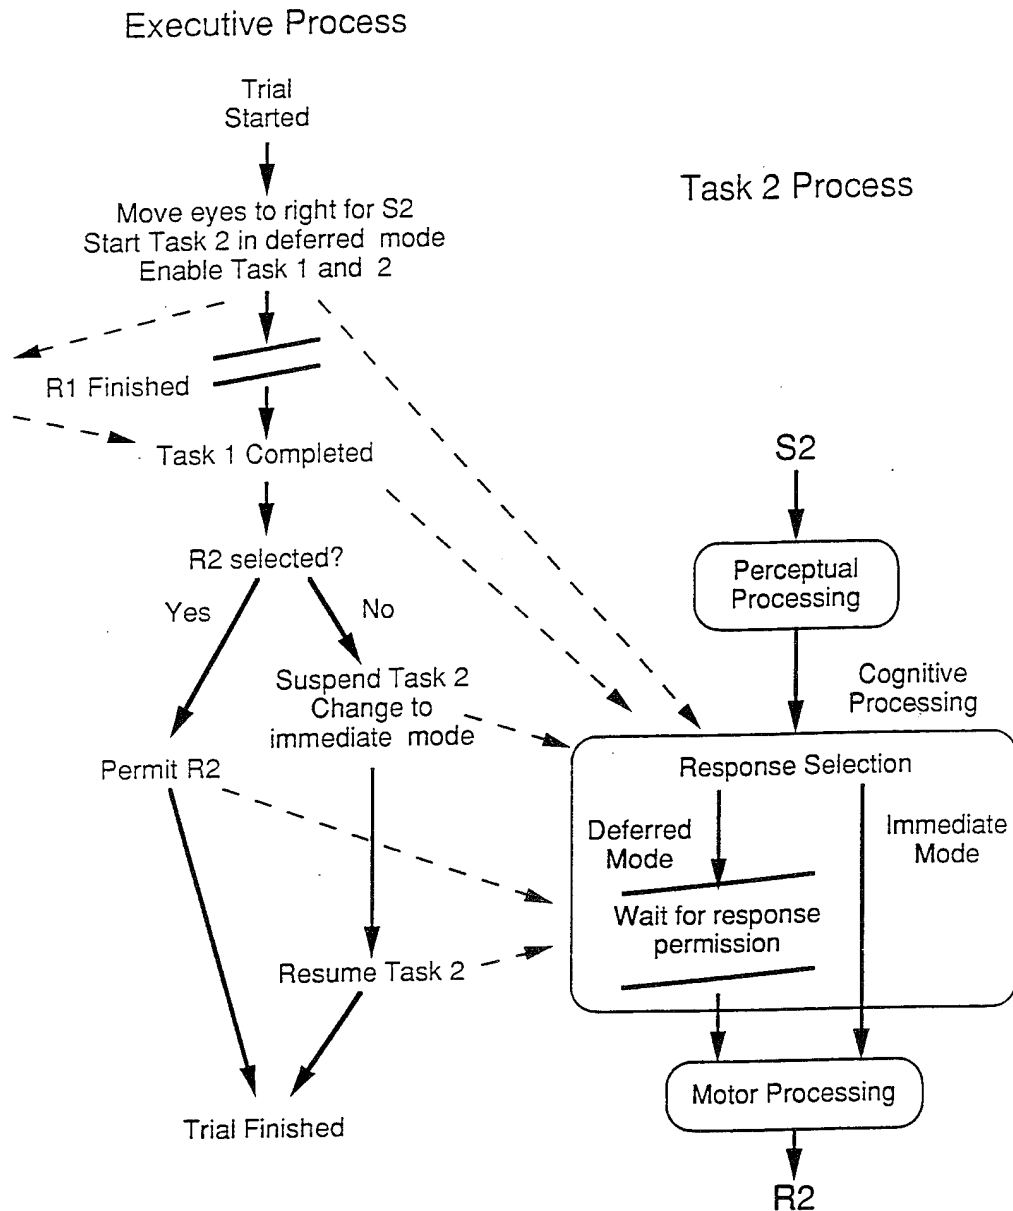 Executive Process
Trial
Started
Move eyes to right for S2
Start Task 2 in deferred mode
Enable Task 1 and 2
R1 Finished
Task 1 Completed
R2 selected?
Yes
No
Suspend Task 2
Change to
immediate mode
Permit R2
Resume Task 2
Trial Finished
Task 2 Process
S2
Perceptual
Processing
Cognitive
Processing
Response Selection
Deferred
Mode
Immediate
Mode
Wait for response
permission
Motor Processing
R2